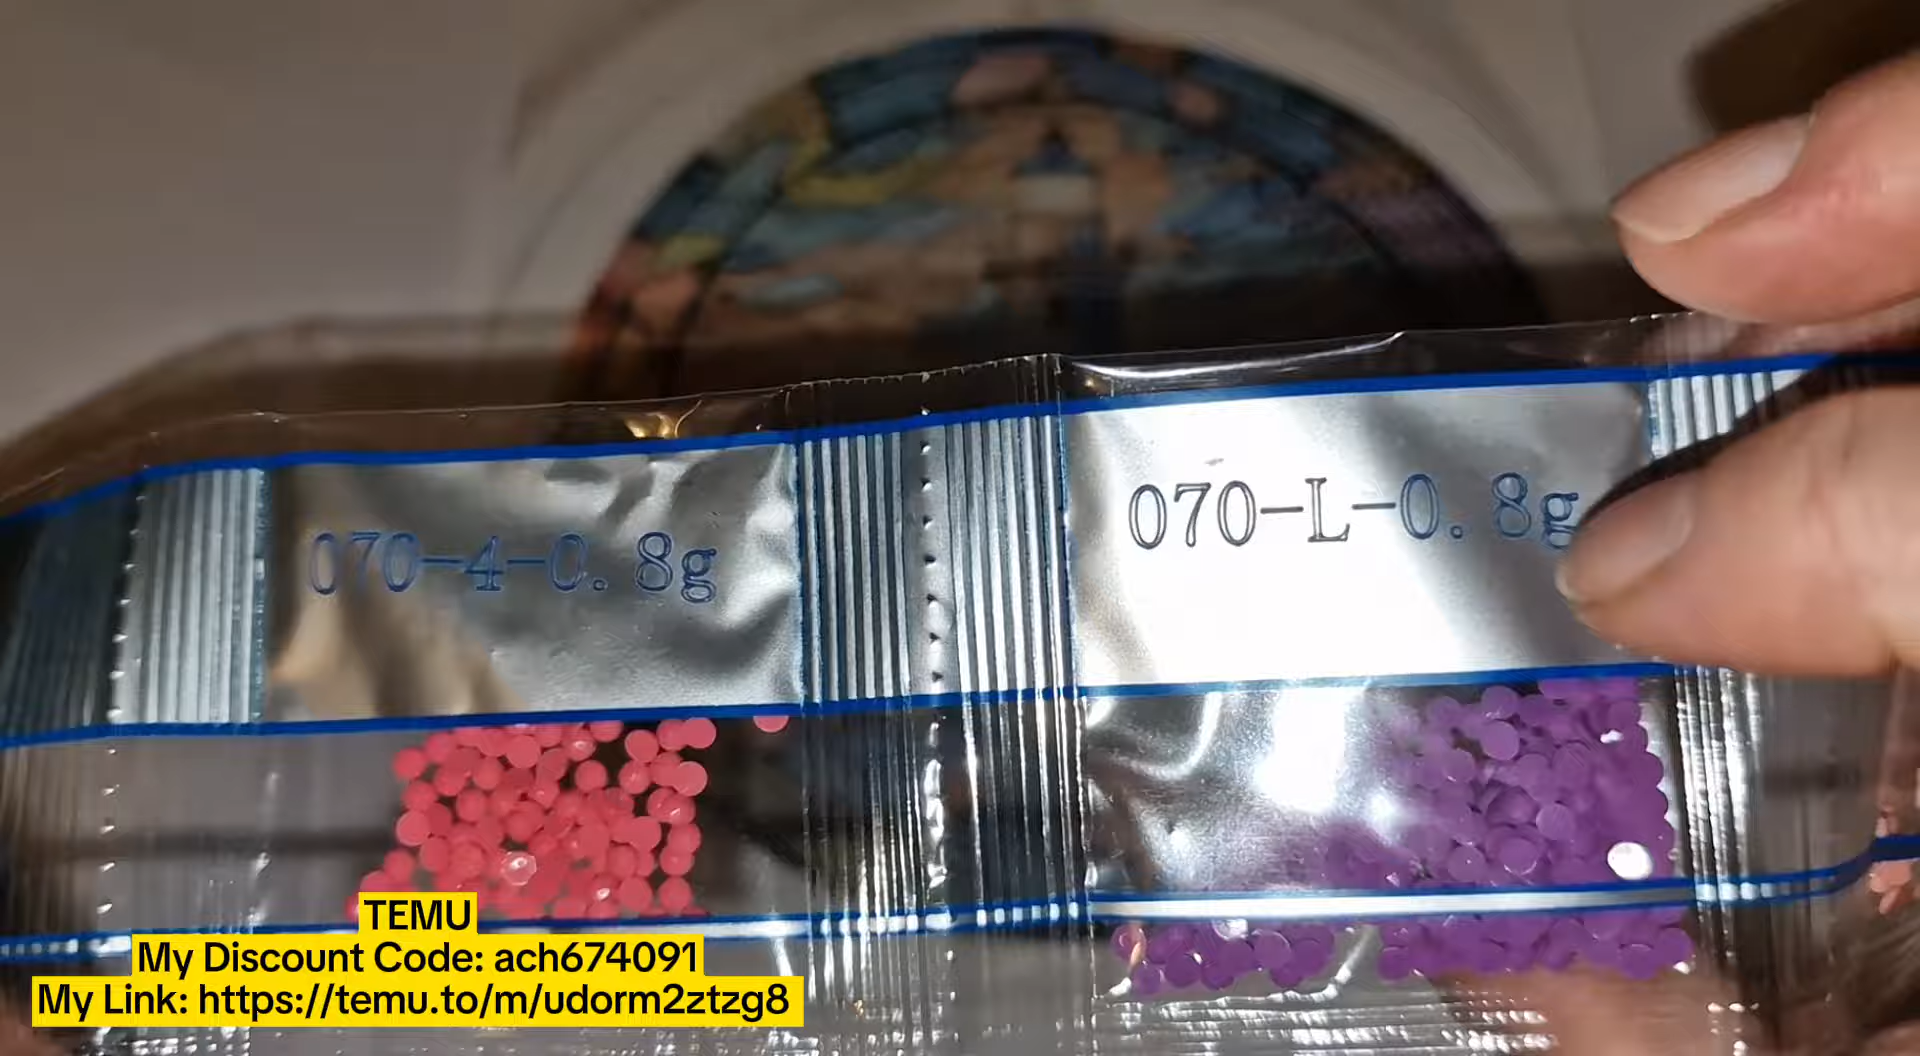 070-4-0.8g
070-L-0.8g
TEMU
My Discount Code: ach674091
My Link: https://temu.to/m/udorm2ztzg8